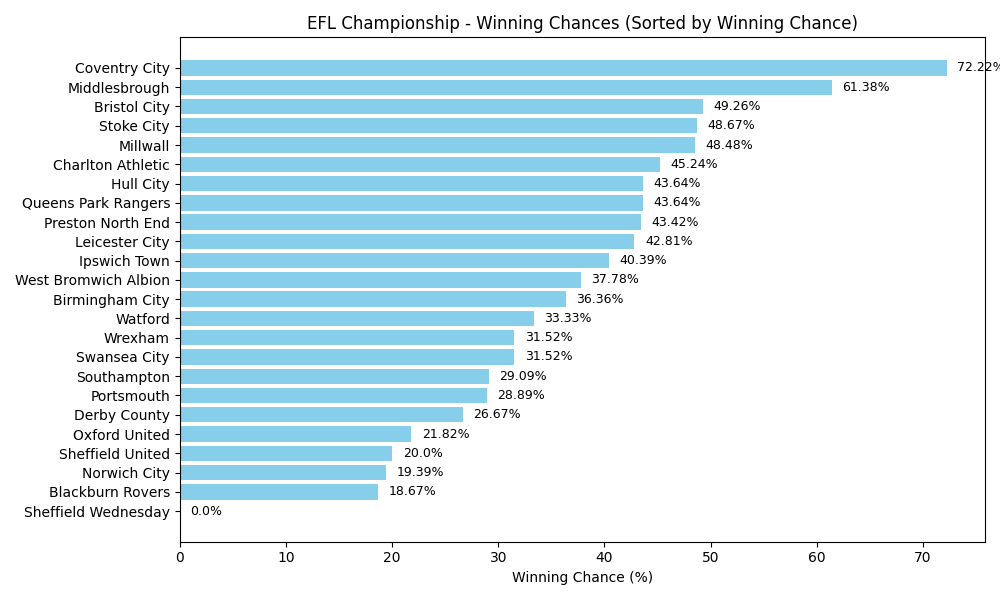 EFL Championship - Winning Chances (Sorted by Winning Chance)
Coventry City 72.22%
Middlesbrough 61.38%
Bristol City 49.26%
Stoke City 48.67%
Millwall 48.48%
Charlton Athletic 45.24%
Hull City 43.64%
Queens Park Rangers 43.64%
Preston North End 43.42%
Leicester City 42.81%
Ipswich Town 40.39%
West Bromwich Albion 37.78%
Birmingham City 36.36%
Watford 33.33%
Wrexham 31.52%
Swansea City 31.52%
Southampton 29.09%
Portsmouth 28.89%
Derby County 26.67%
Oxford United 21.82%
Sheffield United 20.0%
Norwich City 19.39%
Blackburn Rovers 18.67%
Sheffield Wednesday 0.0%
0 10 20 30 40 50 60 70
Winning Chance (%)